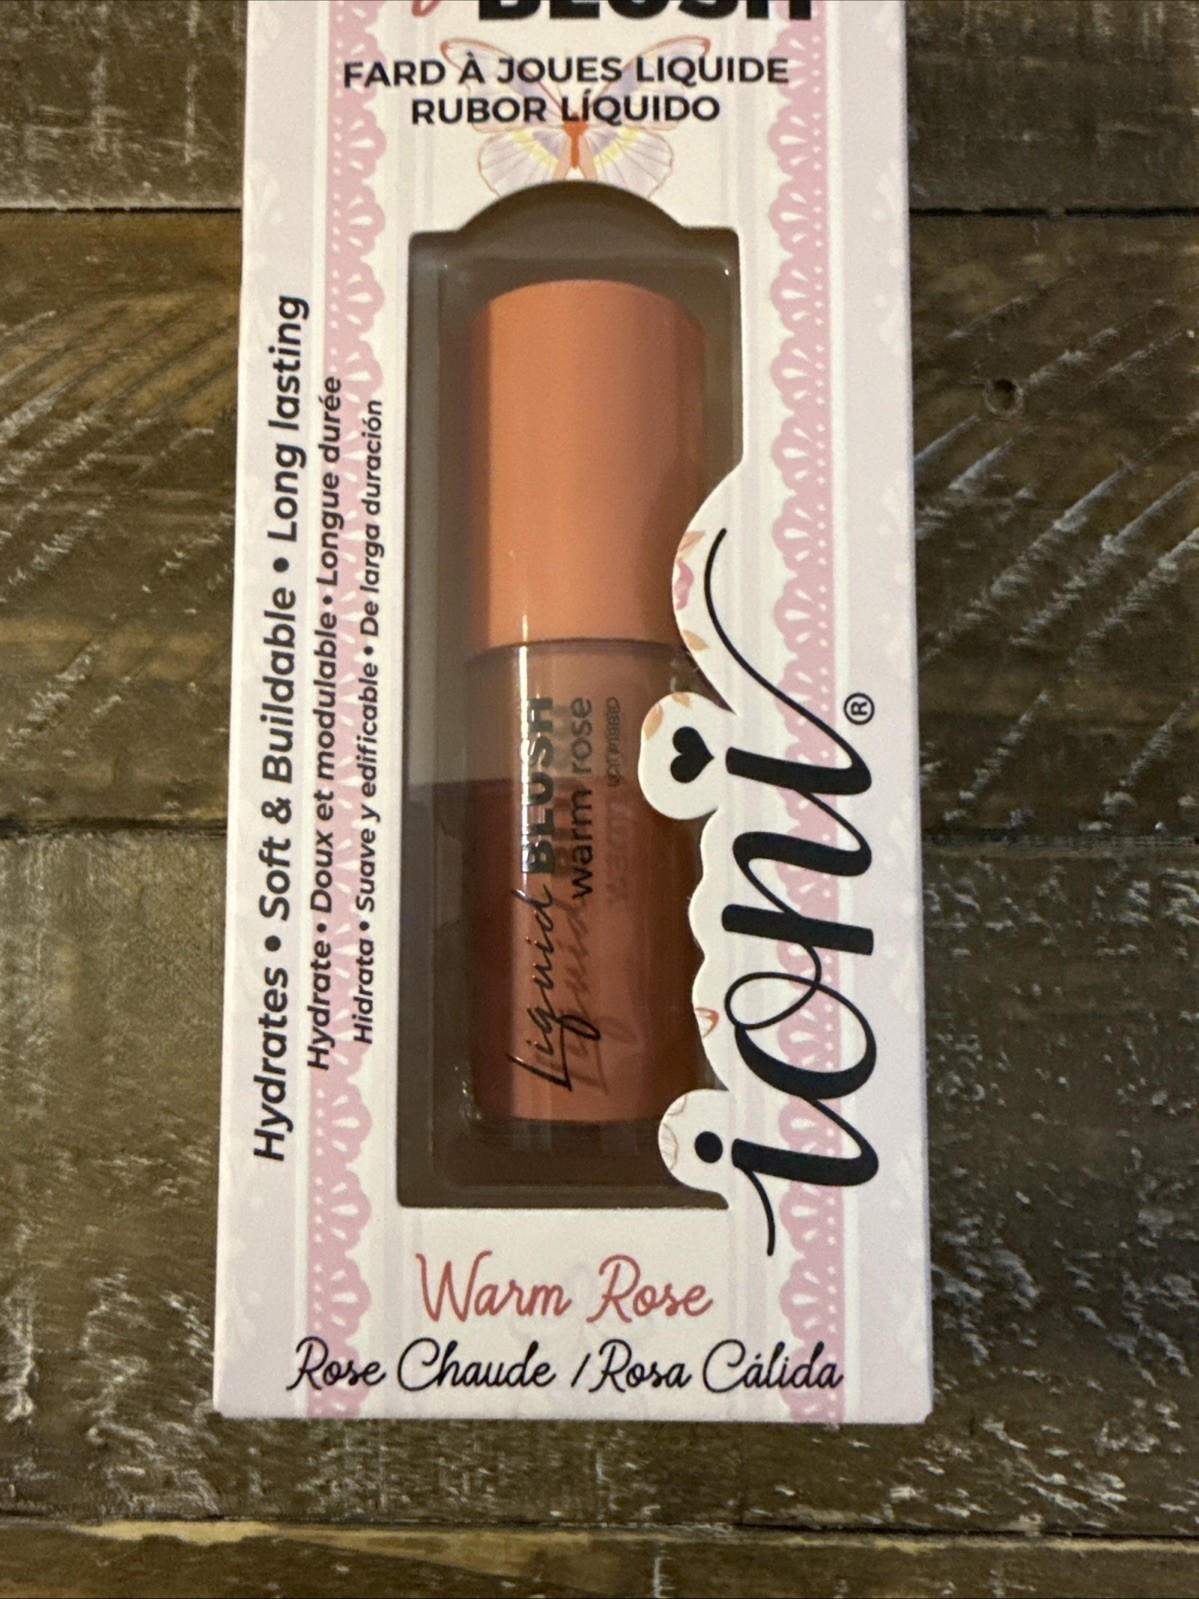 BLUSH
FARD À JOUES LIQUIDE
RUBOR LÍQUIDO
Hydrates • Soft & Buildable • Long lasting
Hydrate • Doux et modulable • Longue durée
Hidrata • Suave y edificable • De larga duración
Liquid BLUSH
warm rose
ioni®
Warm Rose
Rose Chaude / Rosa Cálida